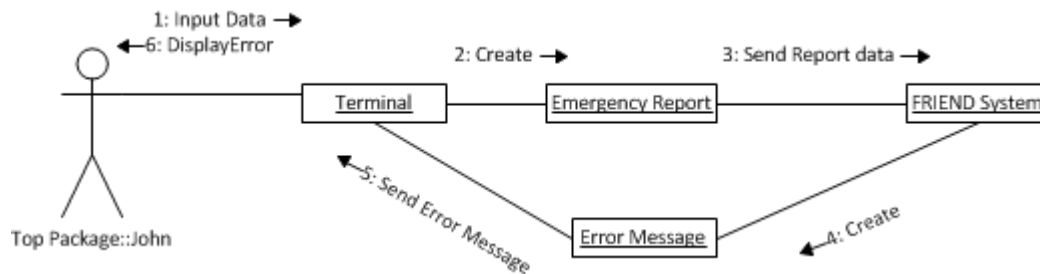 1: Input Data
6: DisplayError
2: Create
3: Send Report data
Terminal
Emergency Report
FRIEND System
5: Send Error Message
Error Message
4: Create
Top Package::John